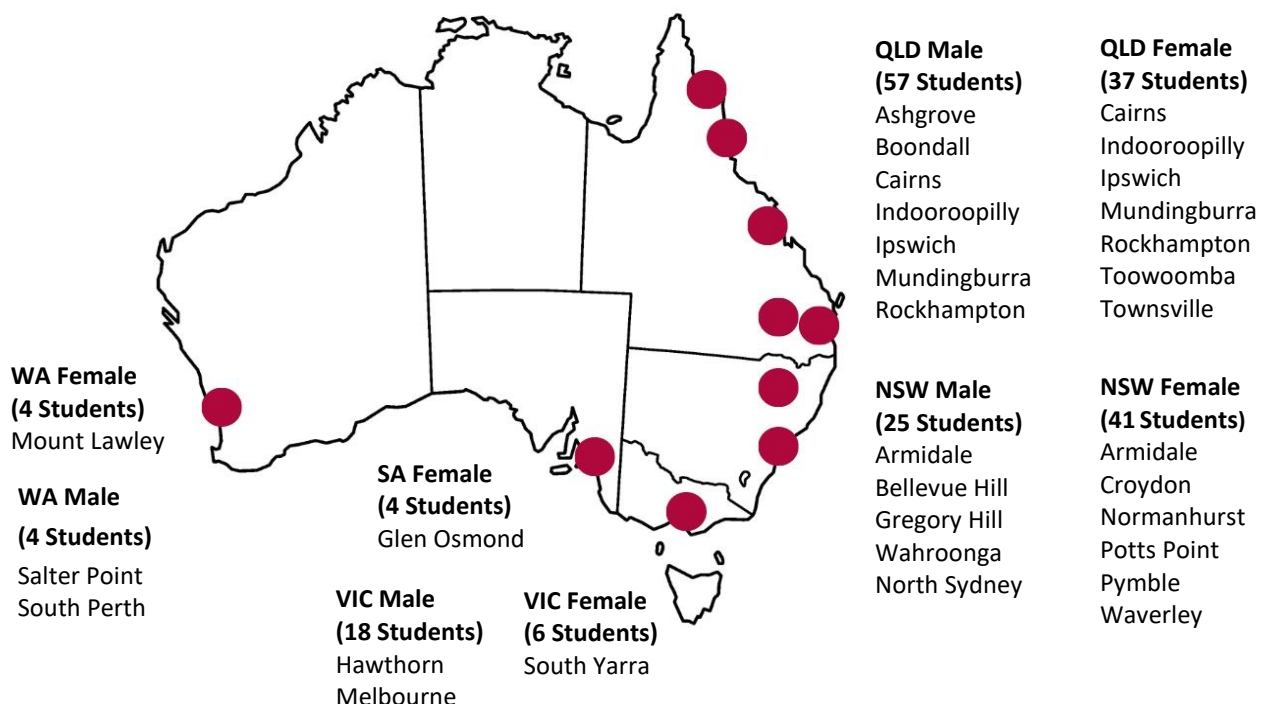 QLD Male
(57 Students)
Ashgrove
Boondall
Cairns
Indooroopilly
Ipswich
Mundingburra
Rockhampton
QLD Female
(37 Students)
Cairns
Indooroopilly
Ipswich
Mundingburra
Rockhampton
Toowoomba
Townsville
WA Female
(4 Students)
Mount Lawley
WA Male
(4 Students)
Salter Point
South Perth
SA Female
(4 Students)
Glen Osmond
VIC Male
(18 Students)
Hawthorn
Melbourne
VIC Female
(6 Students)
South Yarra
NSW Male
(25 Students)
Armidale
Bellevue Hill
Gregory Hill
Wahroonga
North Sydney
NSW Female
(41 Students)
Armidale
Croydon
Normanhurst
Potts Point
Pymble
Waverley